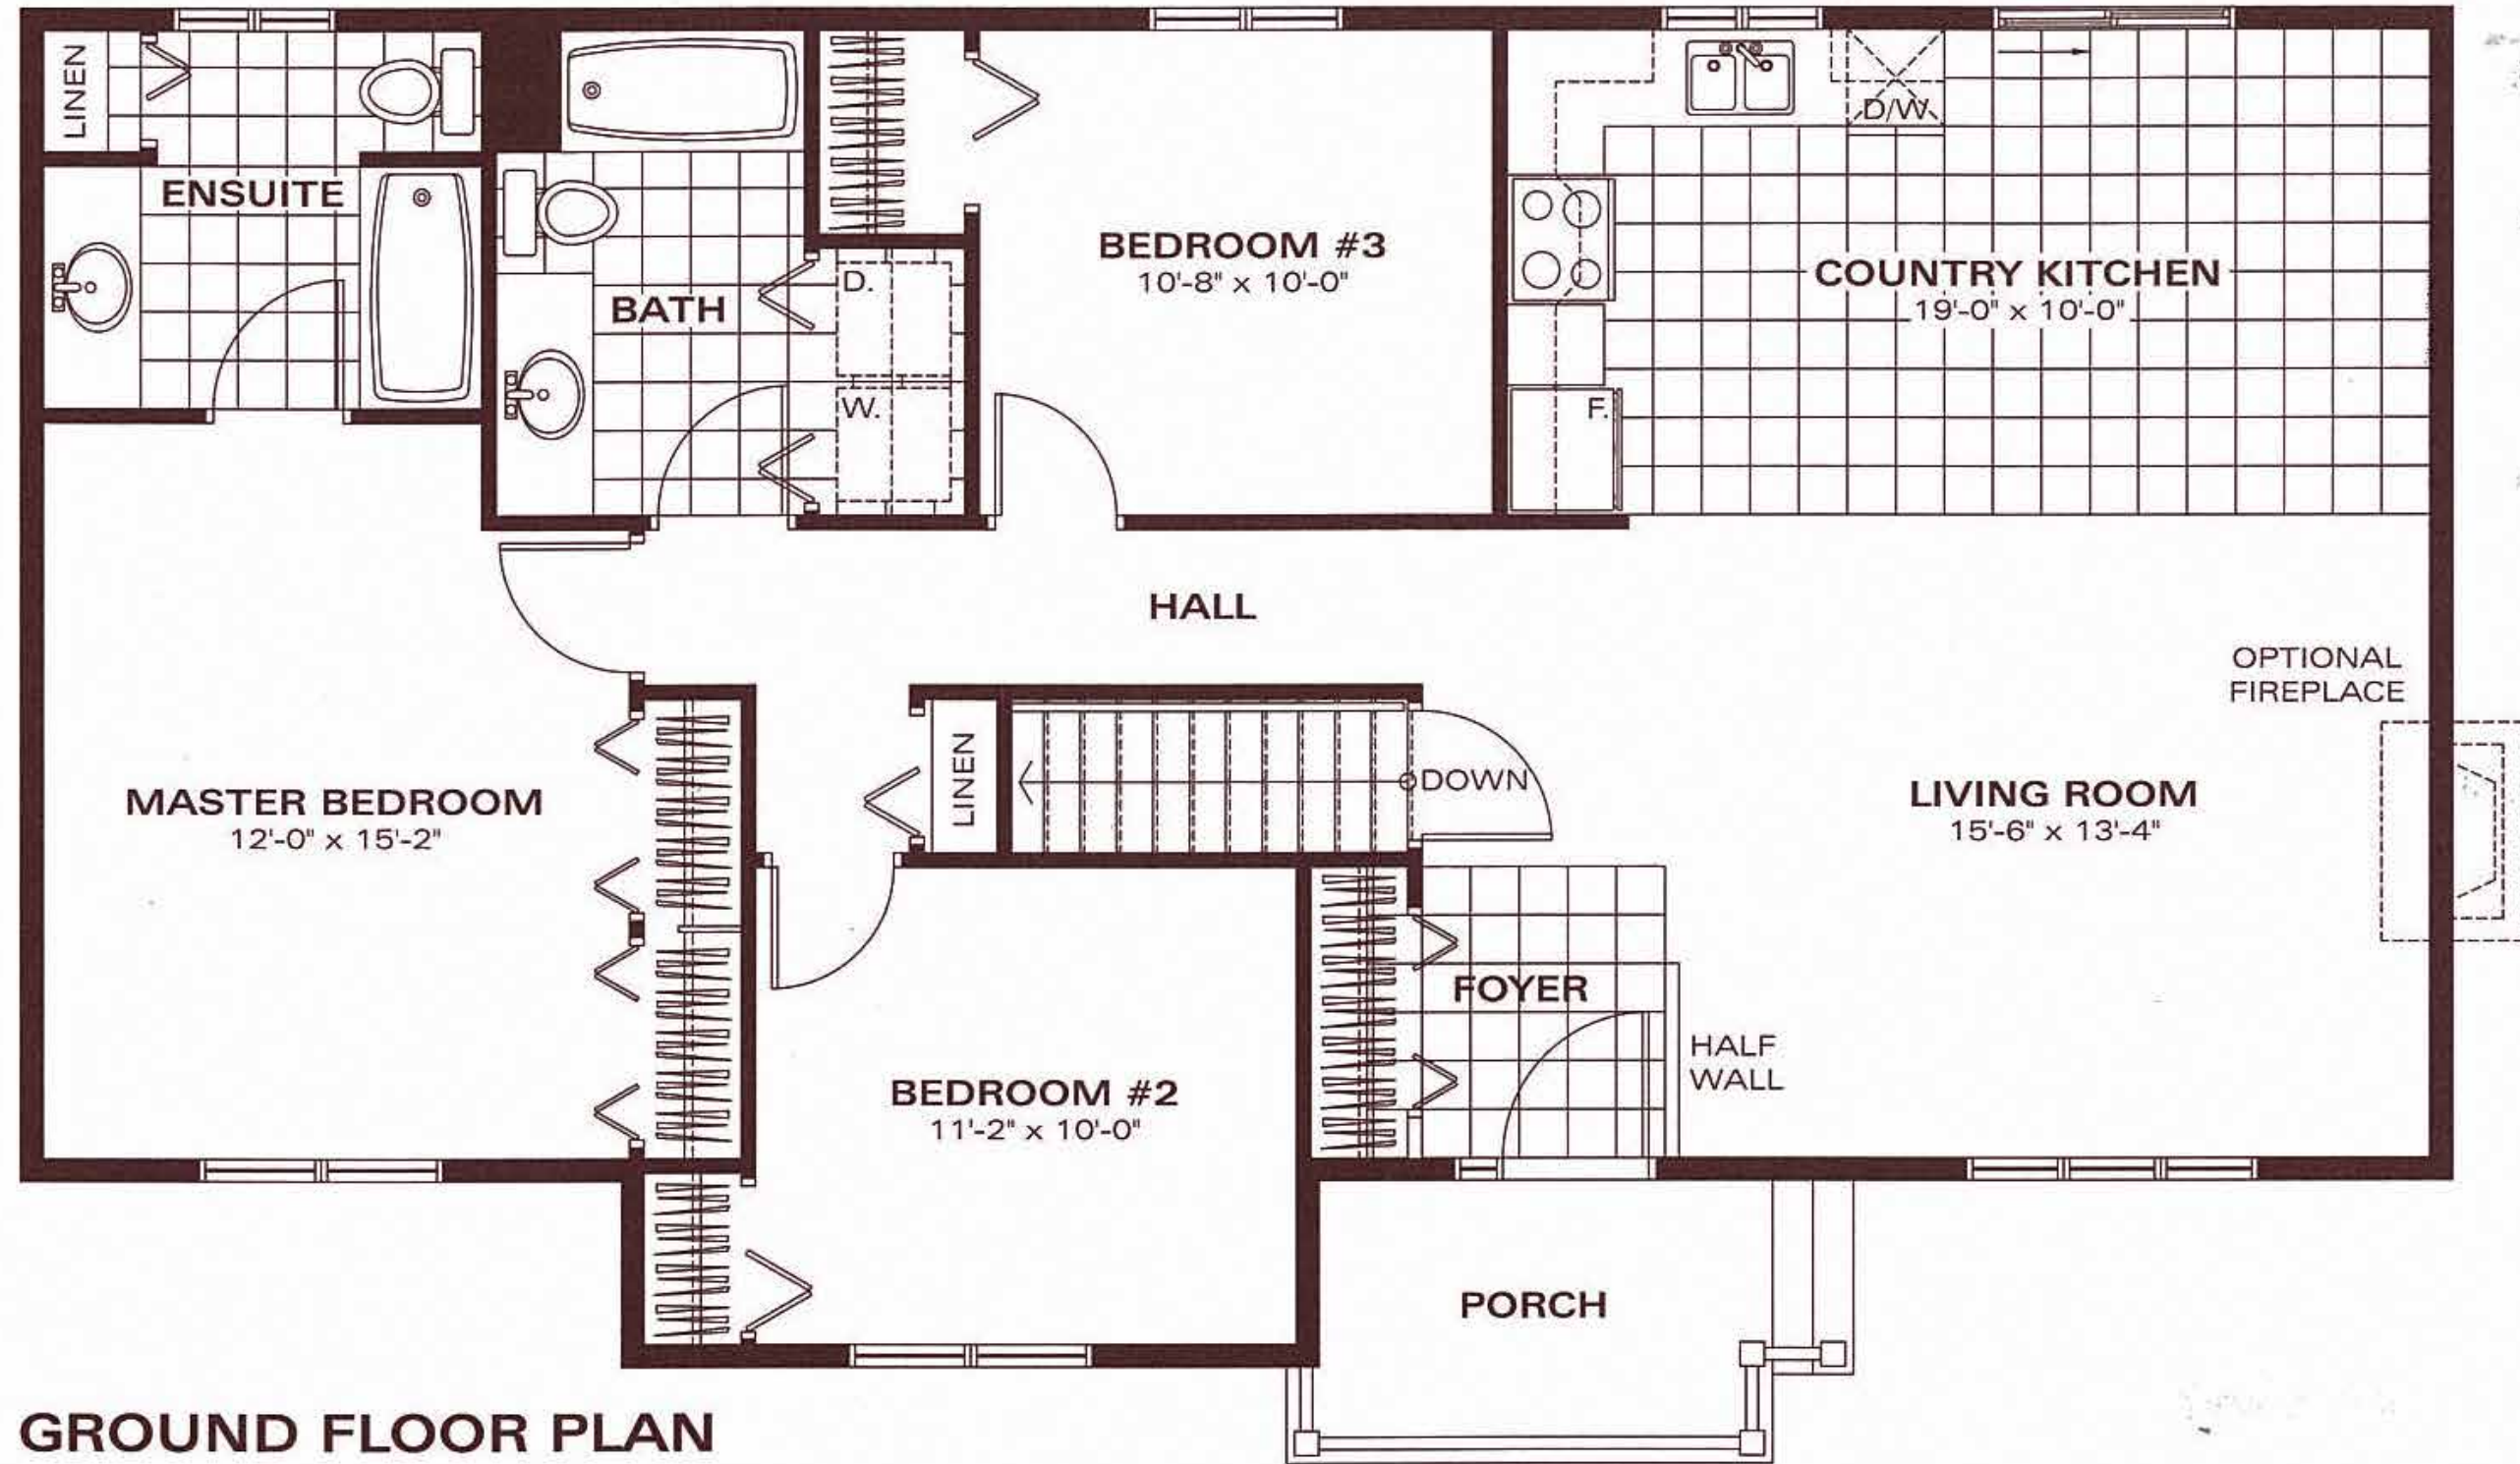 LINEN
ENSUITE
BATH
D.
W.
BEDROOM #3
10'-8" x 10'-0"
D/W
COUNTRY KITCHEN
19'-0" x 10'-0"
F.
HALL
OPTIONAL
FIREPLACE
MASTER BEDROOM
12'-0" x 15'-2"
LINEN
DOWN
LIVING ROOM
15'-6" x 13'-4"
FOYER
HALF
WALL
BEDROOM #2
11'-2" x 10'-0"
PORCH
GROUND FLOOR PLAN